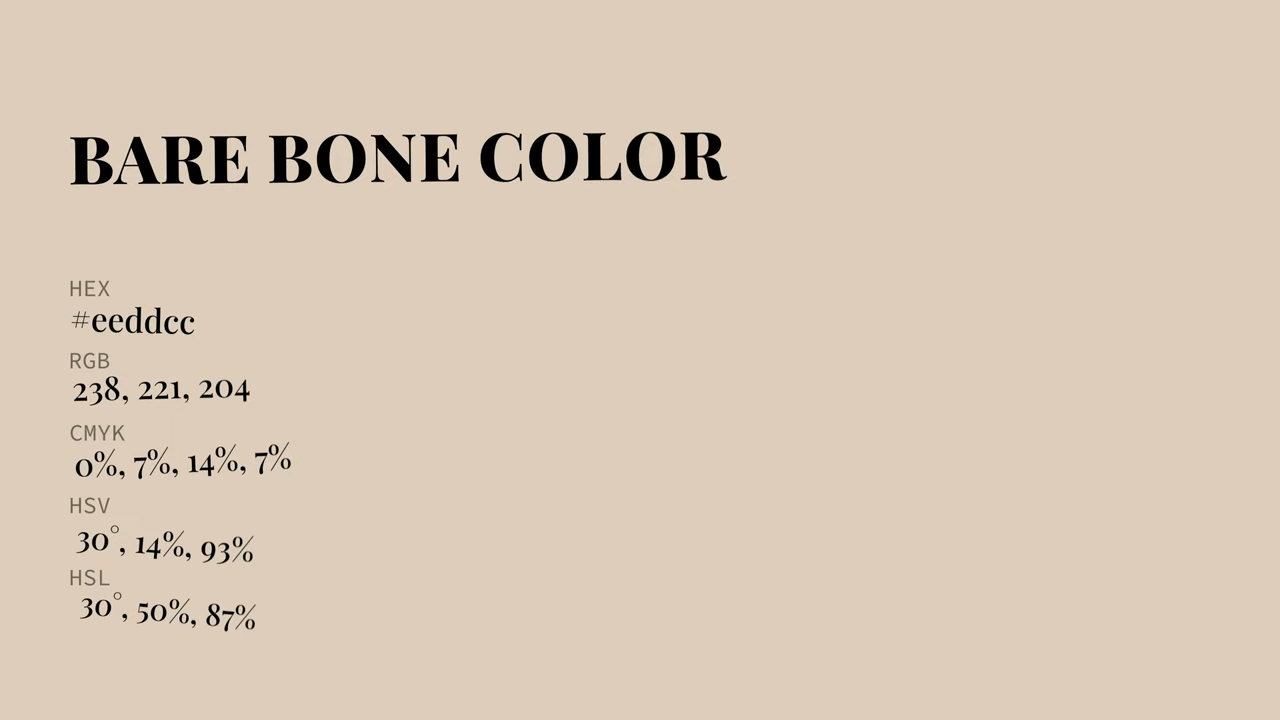 BARE BONE COLOR
HEX
#eeddcc
RGB
238, 221, 204
CMYK
0%, 7%, 14%, 7%
HSV
30°, 14%, 93%
HSL
30°, 50%, 87%